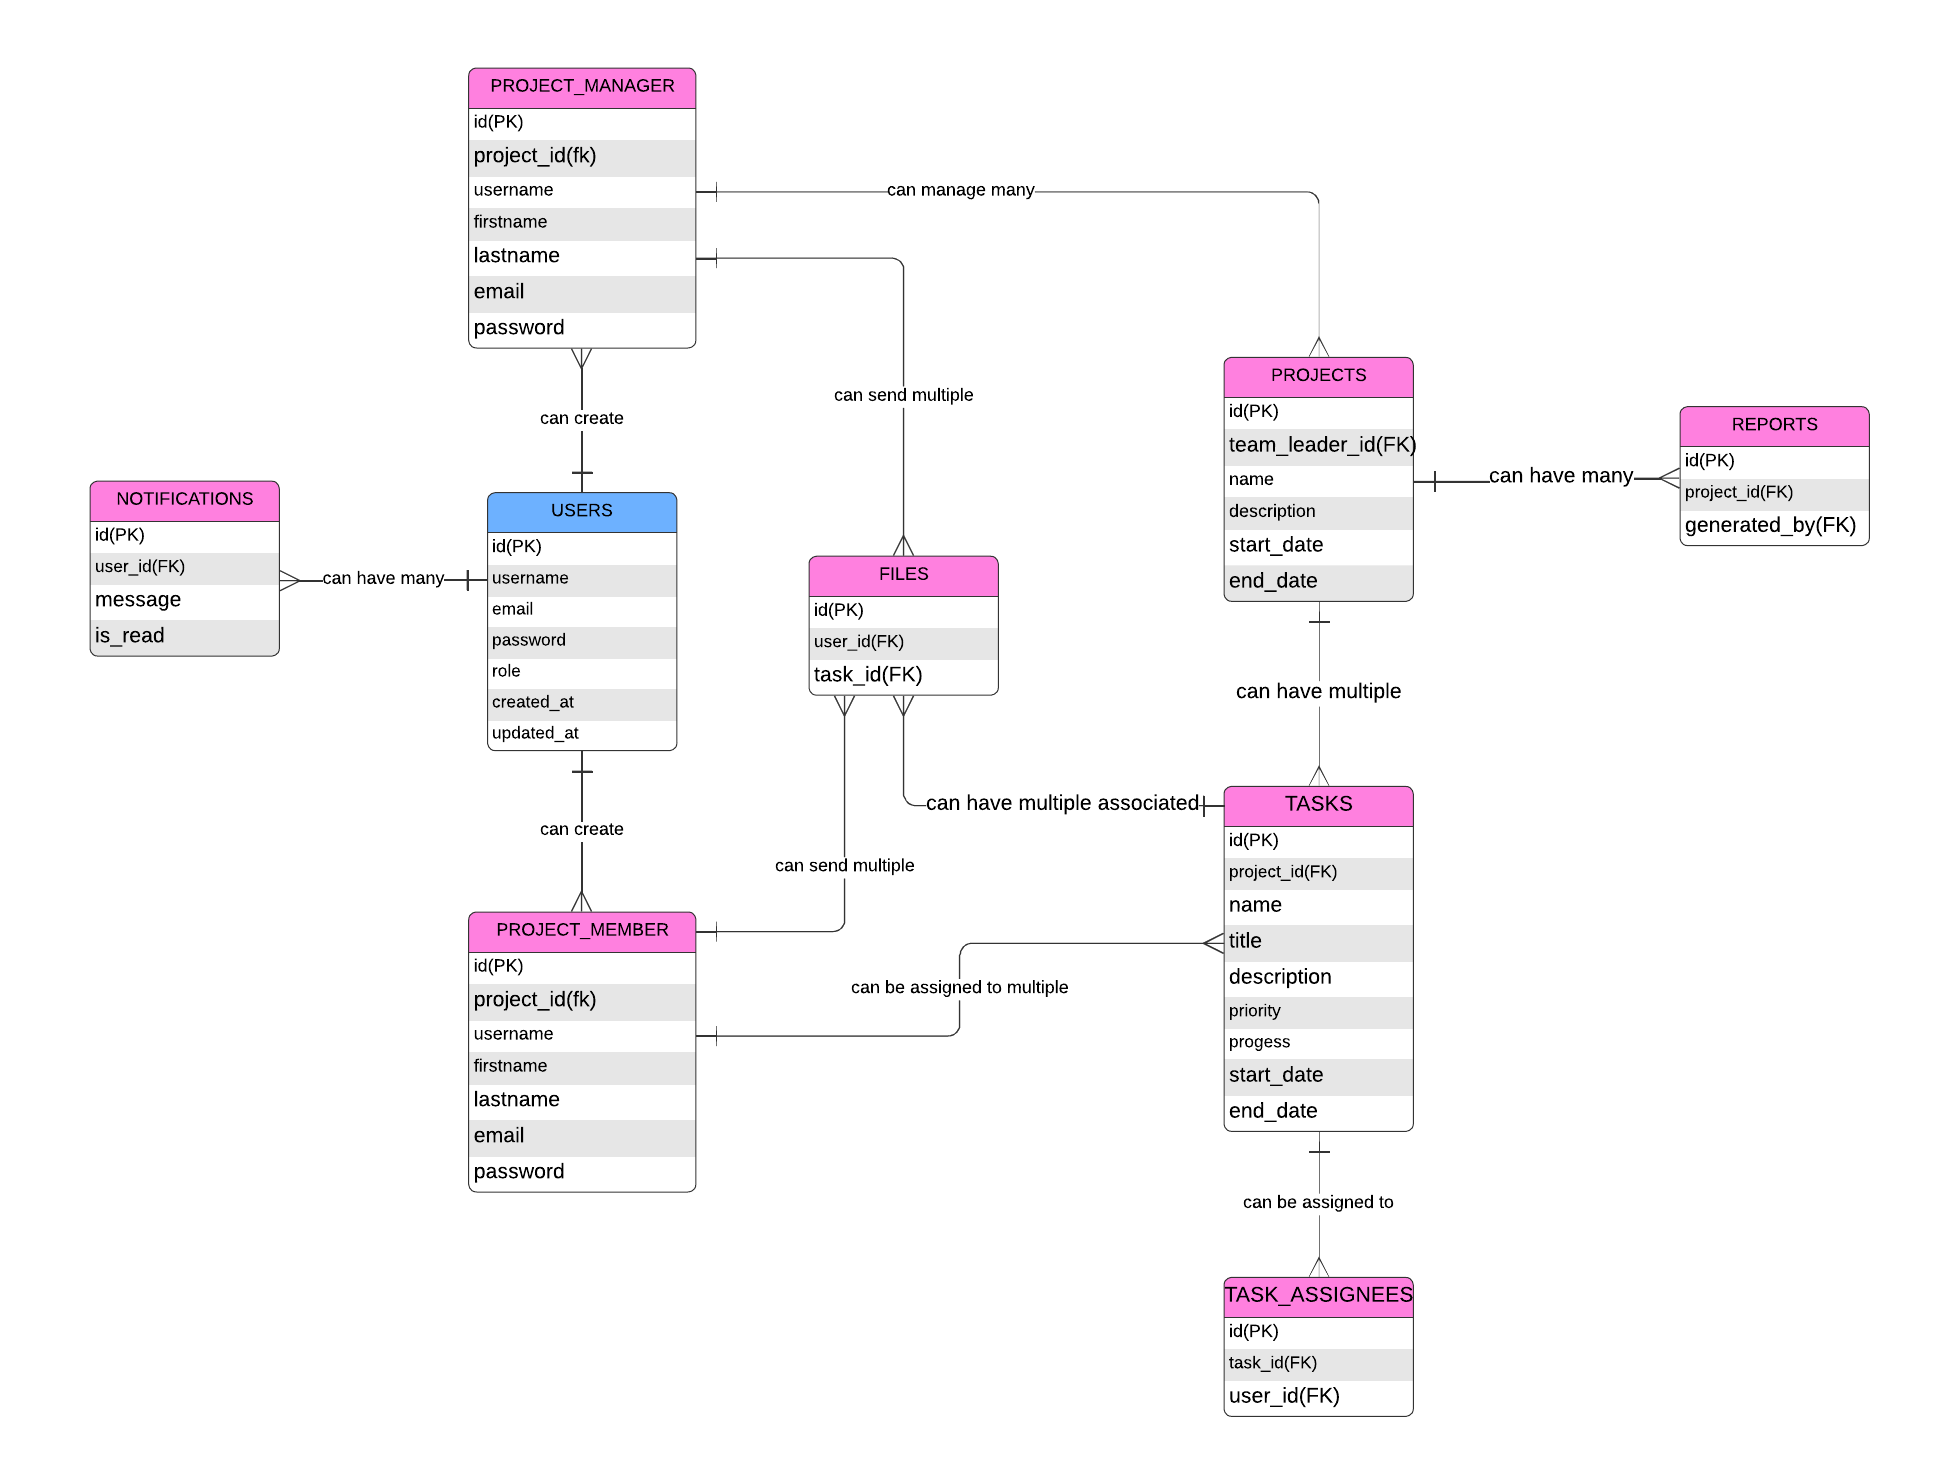 PROJECT_MANAGER
id(PK)
project_id(fk)
username
firstname
lastname
email
password
can manage many
can send multiple
can create
PROJECTS
id(PK)
team_leader_id(FK)
name
description
start_date
end_date
can have many
REPORTS
id(PK)
project_id(FK)
generated_by(FK)
NOTIFICATIONS
id(PK)
user_id(FK)
message
is_read
can have many
USERS
id(PK)
username
email
password
role
created_at
updated_at
FILES
id(PK)
user_id(FK)
task_id(FK)
can have multiple
can have multiple associated
can create
can send multiple
TASKS
id(PK)
project_id(FK)
name
title
description
priority
progess
start_date
end_date
PROJECT_MEMBER
id(PK)
project_id(fk)
username
firstname
lastname
email
password
can be assigned to multiple
can be assigned to
TASK_ASSIGNEES
id(PK)
task_id(FK)
user_id(FK)